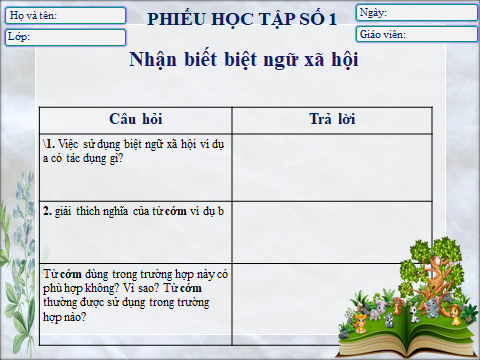 Họ và tên:
Lớp:
PHIẾU HỌC TẬP SỐ 1
Ngày:
Giáo viên:
Nhận biết biệt ngữ xã hội
Câu hỏi
Trả lời
\1. Việc sử dụng biệt ngữ xã hội ví dụ
a có tác dụng gì?
2. giải thích nghĩa của từ cớm ví dụ b
Từ cớm dùng trong trường hợp này có
phù hợp không? Vì sao? Từ cớm
thường được sử dụng trong trường
hợp nào?